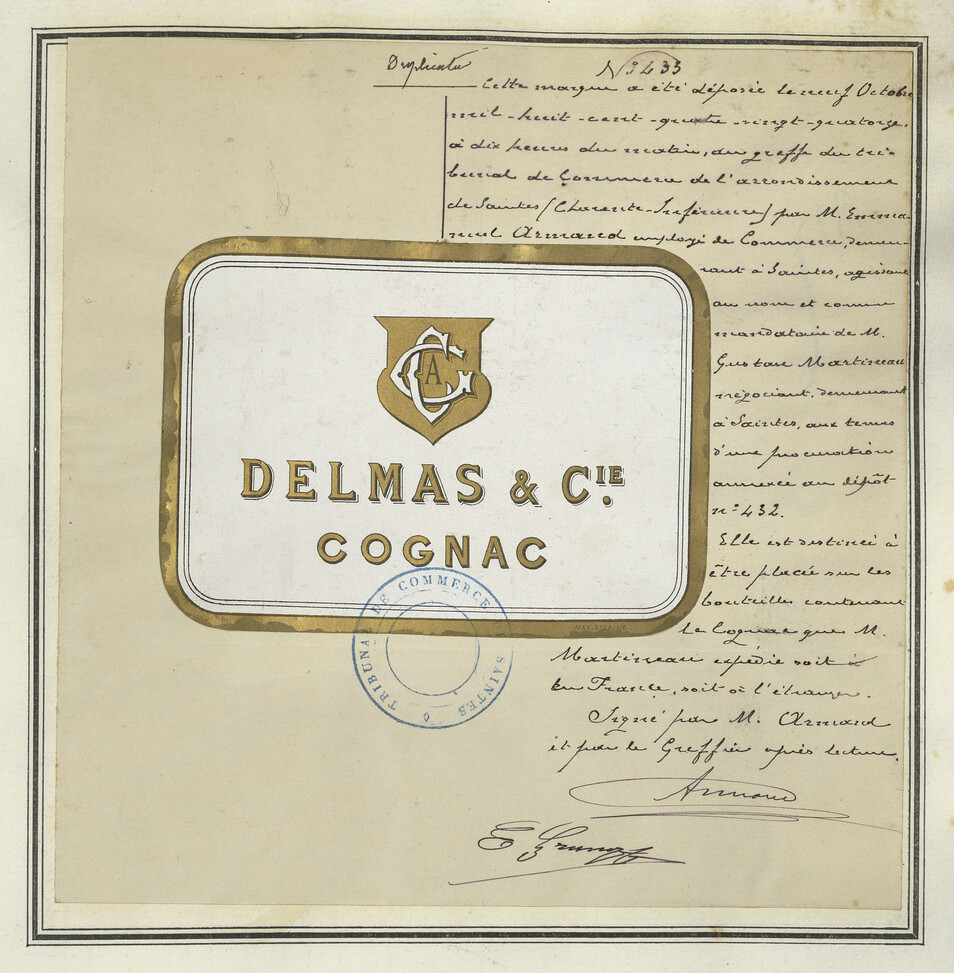 Duplicata
N.º 433
Cette marque a été déposée le neuf Octobre
mil-huit-cent-quatre-vingt-quatorze,
à dix heures du matin, au greffe du tri-
bunal de Commerce de l'arrondissement
de Saintes (Charente-Inférieure) par M. Emma-
nuel Armand employé de Commerce, demeu-
rant à Saintes, agissant
au nom et comme
mandataire de M.
Gustave Martineau
négociant, demeurant
à Saintes, aux termes
d'une procuration
annexée au dépôt
n.º 432.
Elle est destinée à
être placée sur les
bouteilles contenant
le Cognac que M.
Martineau expédie soit
en France, soit à l'étranger.
Signé par M. Armand
et par le Greffier après lecture.
Armand
E
C A
DELMAS & CIE.
COGNAC
TRIBUNAL DE COMMERCE
SAINTES